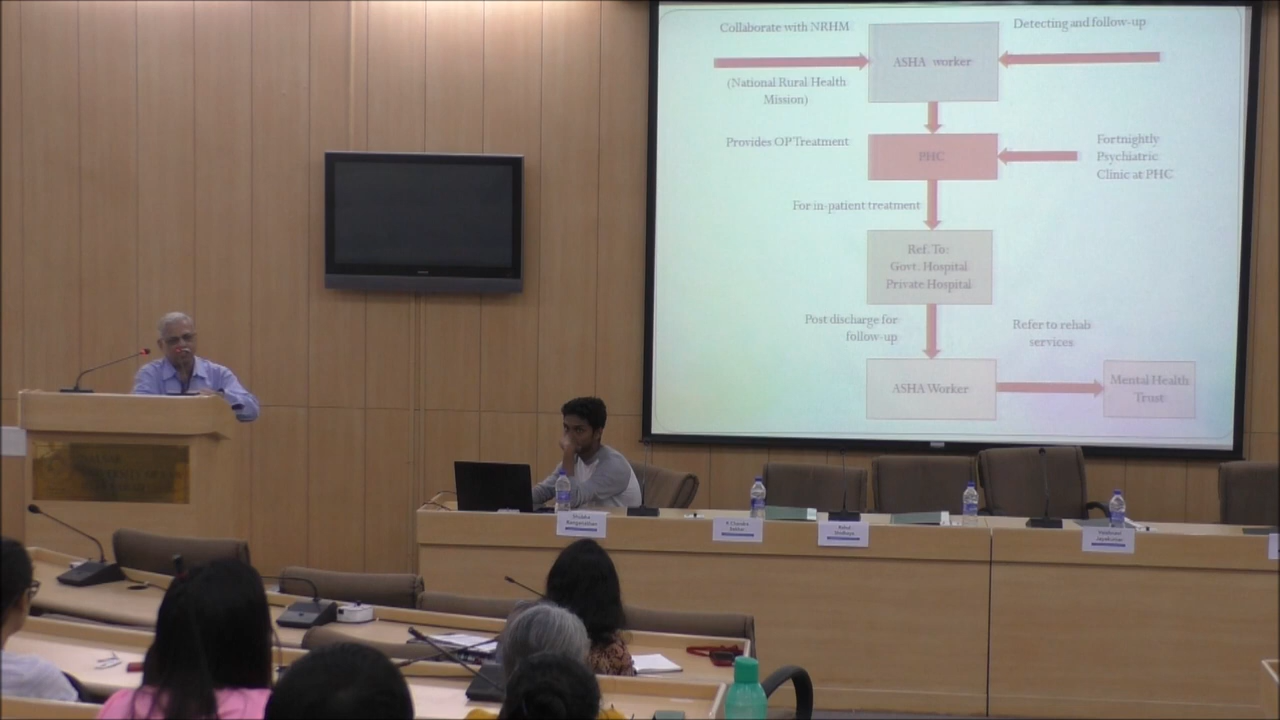 Collaborate with NRHM
Detecting and follow-up
ASHA worker
(National Rural Health
Mission)
Provides OP Treatment
PHC
Fortnightly
Psychiatric
Clinic at PHC
For in-patient treatment
Ref. To:
Govt. Hospital
Private Hospital
Post discharge for
follow-up
Refer to rehab
services
ASHA Worker
Mental Health
Trust